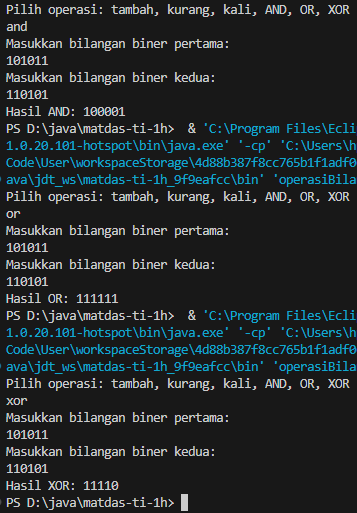 Pilih operasi: tambah, kurang, kali, AND, OR, XOR
and
Masukkan bilangan biner pertama:
101011
Masukkan bilangan biner kedua:
110101
Hasil AND: 100001
PS D:\java\matdas-ti-1h>  & 'C:\Program Files\Ecli
1.0.20.101-hotspot\bin\java.exe' '-cp' 'C:\Users\h
Code\User\workspaceStorage\4d88b387f8cc765b1f1adf0
ava\jdt_ws\matdas-ti-1h_9f9eafcc\bin' 'operasiBila
Pilih operasi: tambah, kurang, kali, AND, OR, XOR
or
Masukkan bilangan biner pertama:
101011
Masukkan bilangan biner kedua:
110101
Hasil OR: 111111
PS D:\java\matdas-ti-1h>  & 'C:\Program Files\Ecli
1.0.20.101-hotspot\bin\java.exe' '-cp' 'C:\Users\h
Code\User\workspaceStorage\4d88b387f8cc765b1f1adf0
ava\jdt_ws\matdas-ti-1h_9f9eafcc\bin' 'operasiBila
Pilih operasi: tambah, kurang, kali, AND, OR, XOR
xor
Masukkan bilangan biner pertama:
101011
Masukkan bilangan biner kedua:
110101
Hasil XOR: 11110
PS D:\java\matdas-ti-1h>